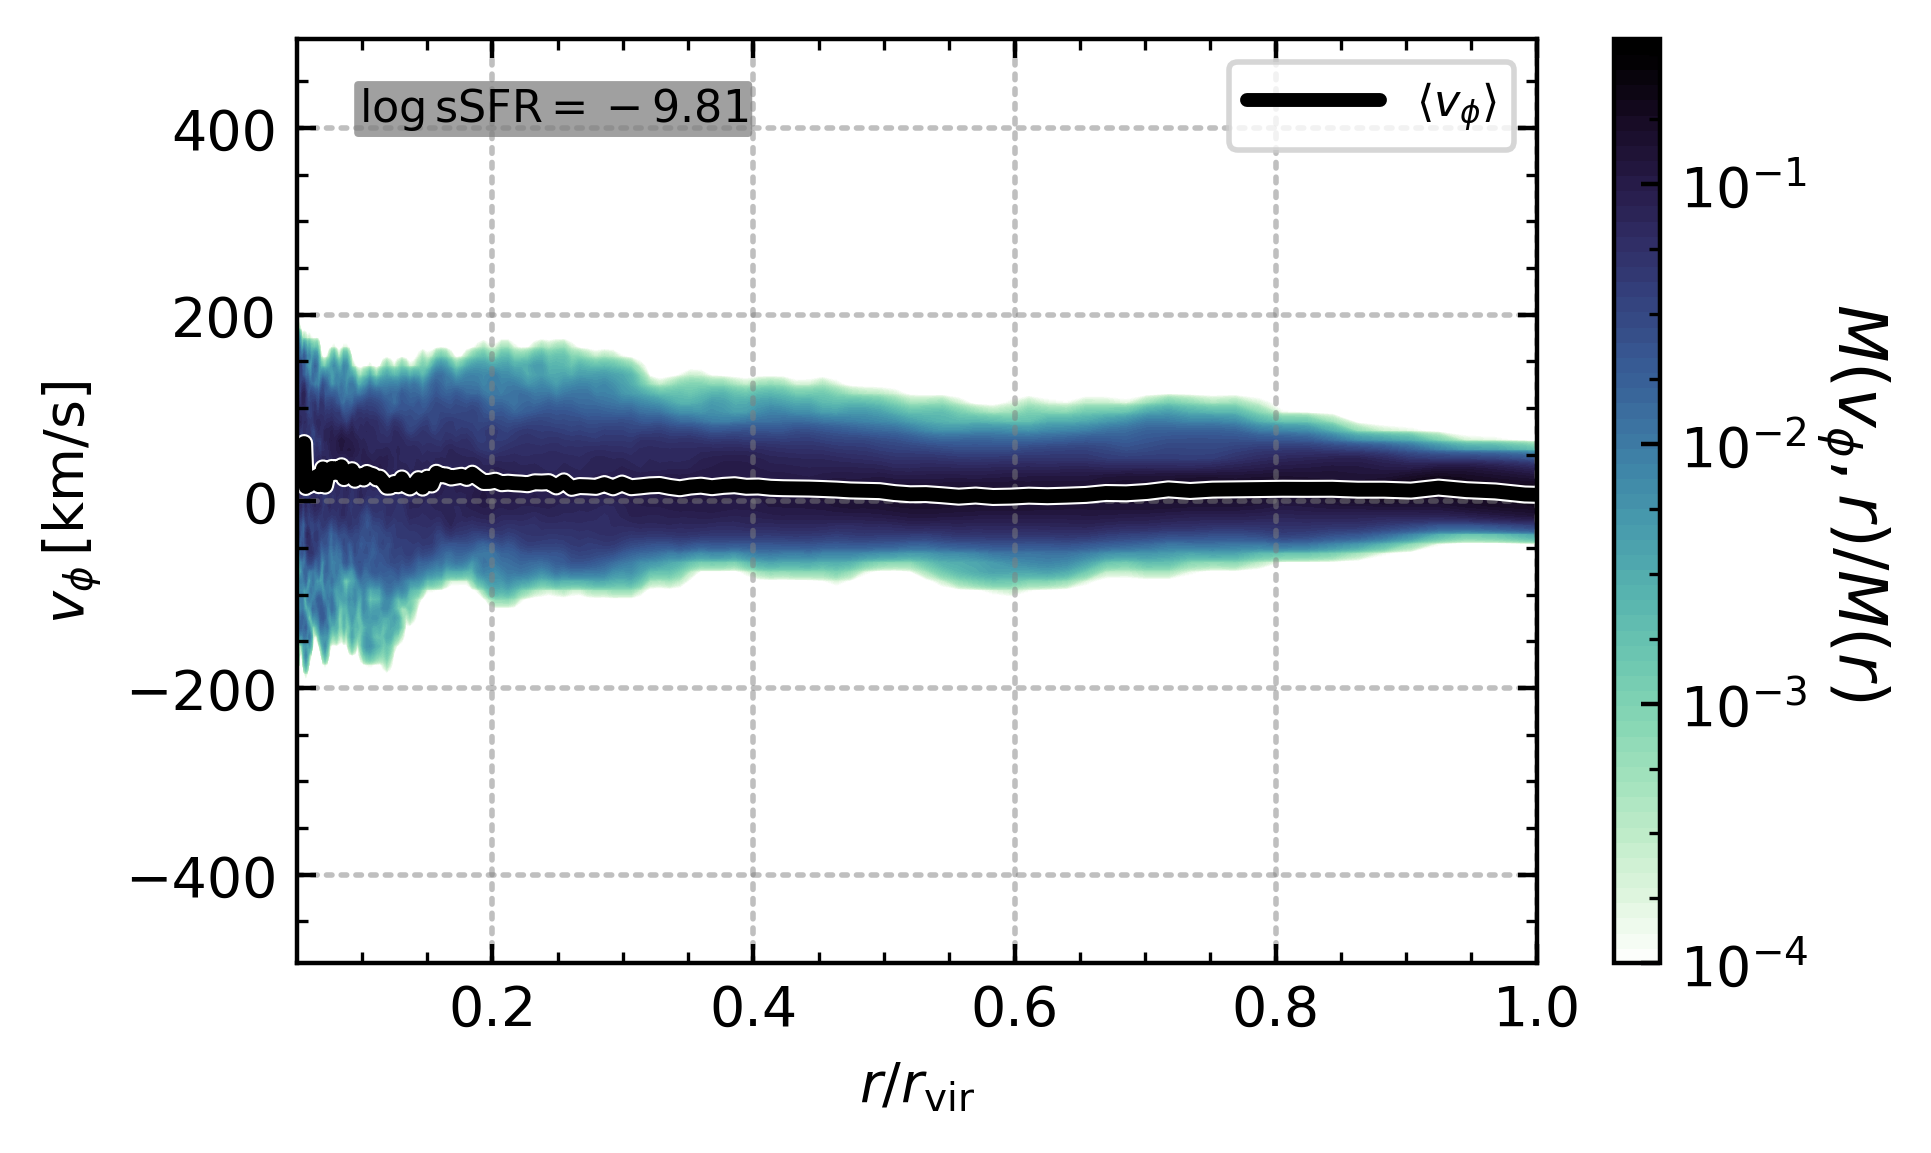 log sSFR = − 9.81
⟨v_ϕ⟩
400
200
0
−200
−400
v_ϕ [km/s]
0.2 0.4 0.6 0.8 1.0
r/r_vir
10⁻¹
10⁻²
10⁻³
10⁻⁴
M(v_ϕ, r)/M(r)